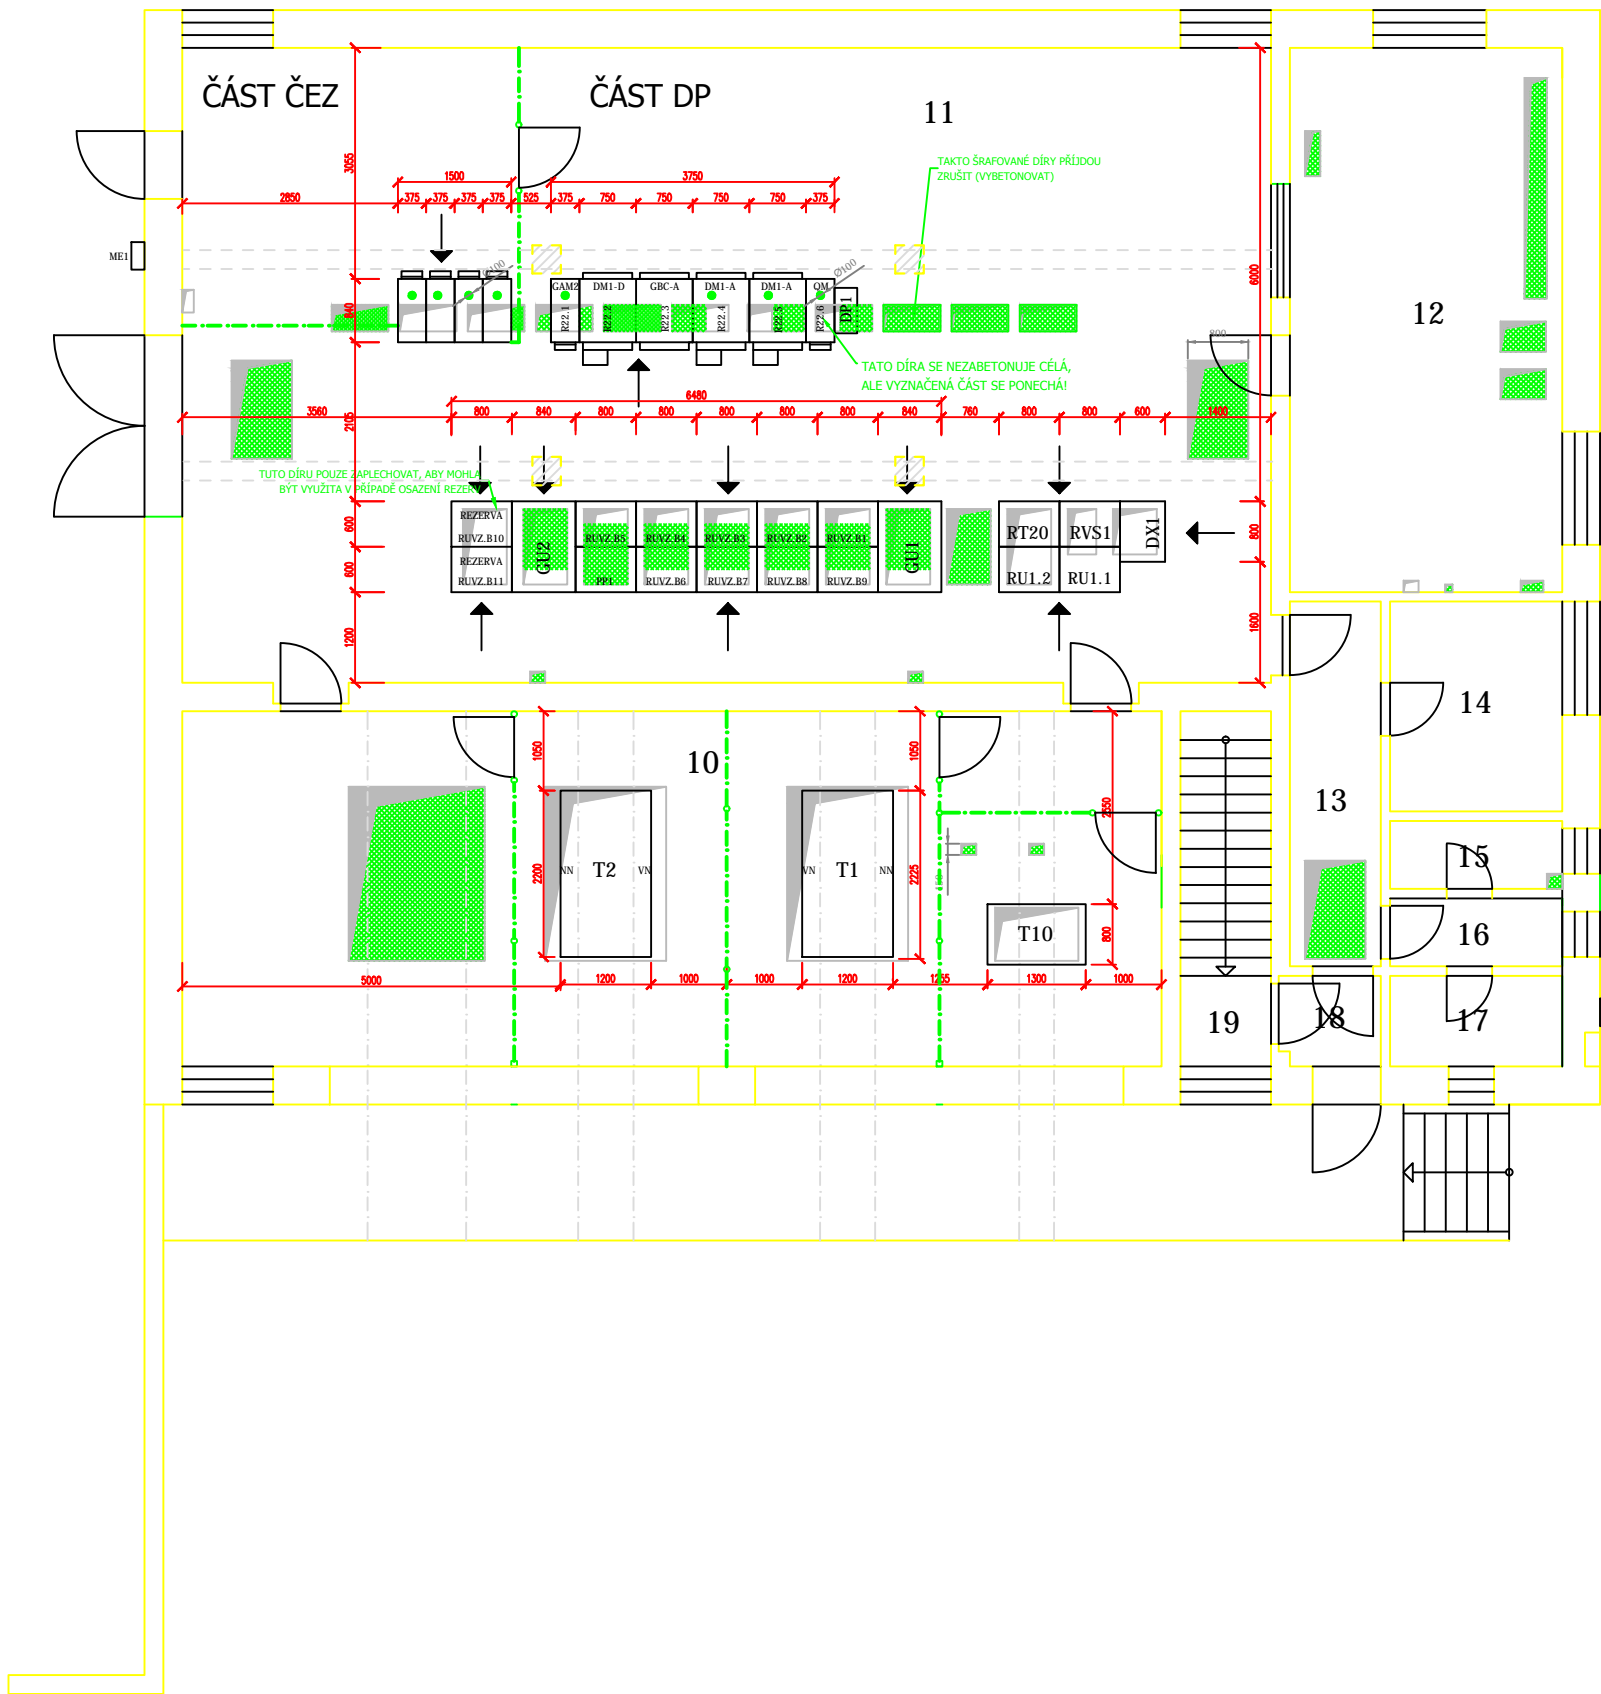 ČÁST ČEZ
ČÁST DP
11
TAKTO ŠRAFOVANÉ DÍRY PŘIJDOU
ZRUŠIT (VYBETONOVAT)
3055
1500
3750
2850
375 375 375 375 525 375 750 750 750 750 375
ME1
Ø100
Ø100
6000
840
GAM2 DM1-D GBC-A DM1-A DM1-A QM
R22.1 R22.2 R22.3 R22.4 R22.5 R22.6 DP1
12
800
TATO DÍRA SE NEZABETONUJE CELÁ,
ALE VYZNAČENÁ ČÁST SE PONECHÁ!
2105
6480
3560 800 840 800 800 800 800 800 840 760 800 800 600 1400
TUTO DÍRU POUZE ZAPLECHOVAT, ABY MOHLA
BÝT VYUŽITA V PŘÍPADĚ OSAZENÍ REZERV
600
REZERVA
RUVZ.B10
GU2
RUVZ.B5 RUVZ.B4 RUVZ.B3 RUVZ.B2 RUVZ.B1
GU1
RT20 RVS1 DX1
800
600
REZERVA
RUVZ.B11
PP1 RUVZ.B6 RUVZ.B7 RUVZ.B8 RUVZ.B9
RU1.2 RU1.1
1200
1600
14
10
1050
1050
2550
13
15
T2
NN VN
2200
T1
VN NN
2225
150
T10
800
16
5000 1200 1000 1000 1200 1255 1300 1000
19
18
17